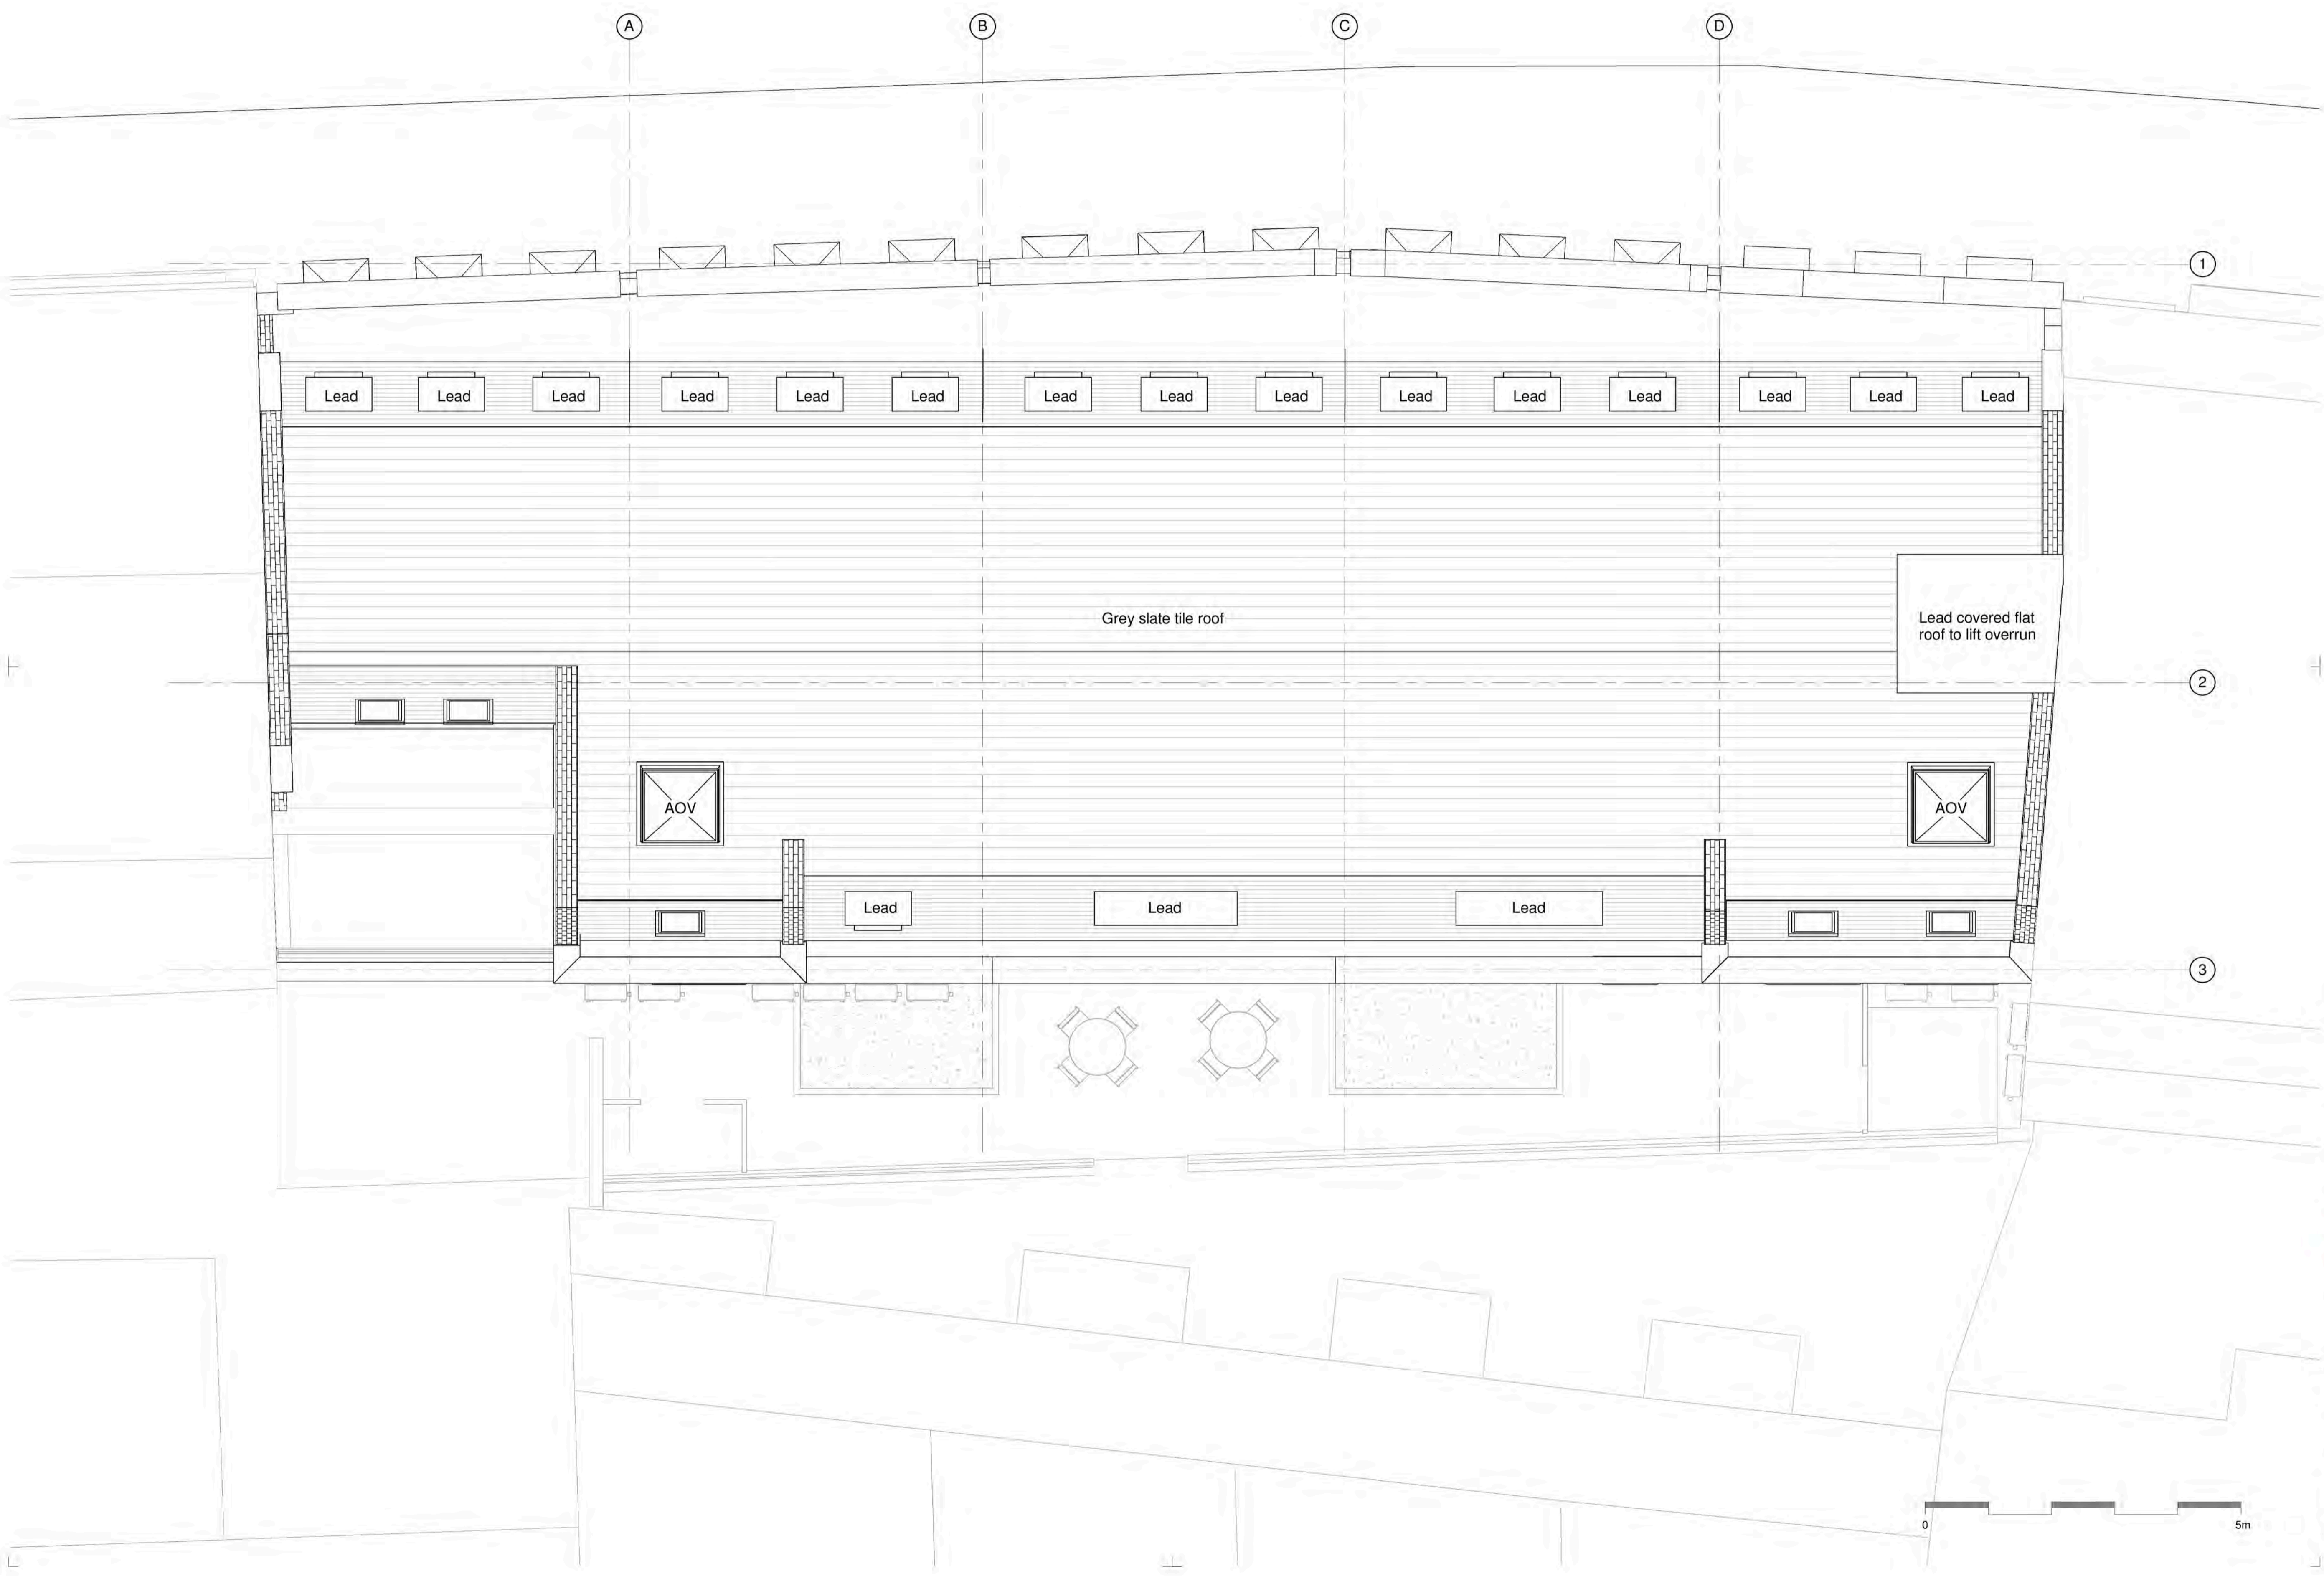 A B C D
1
Lead Lead Lead Lead Lead Lead Lead Lead Lead Lead Lead Lead Lead Lead Lead
Grey slate tile roof
Lead covered flat
roof to lift overrun
2
AOV AOV
Lead Lead Lead
3
0 5m